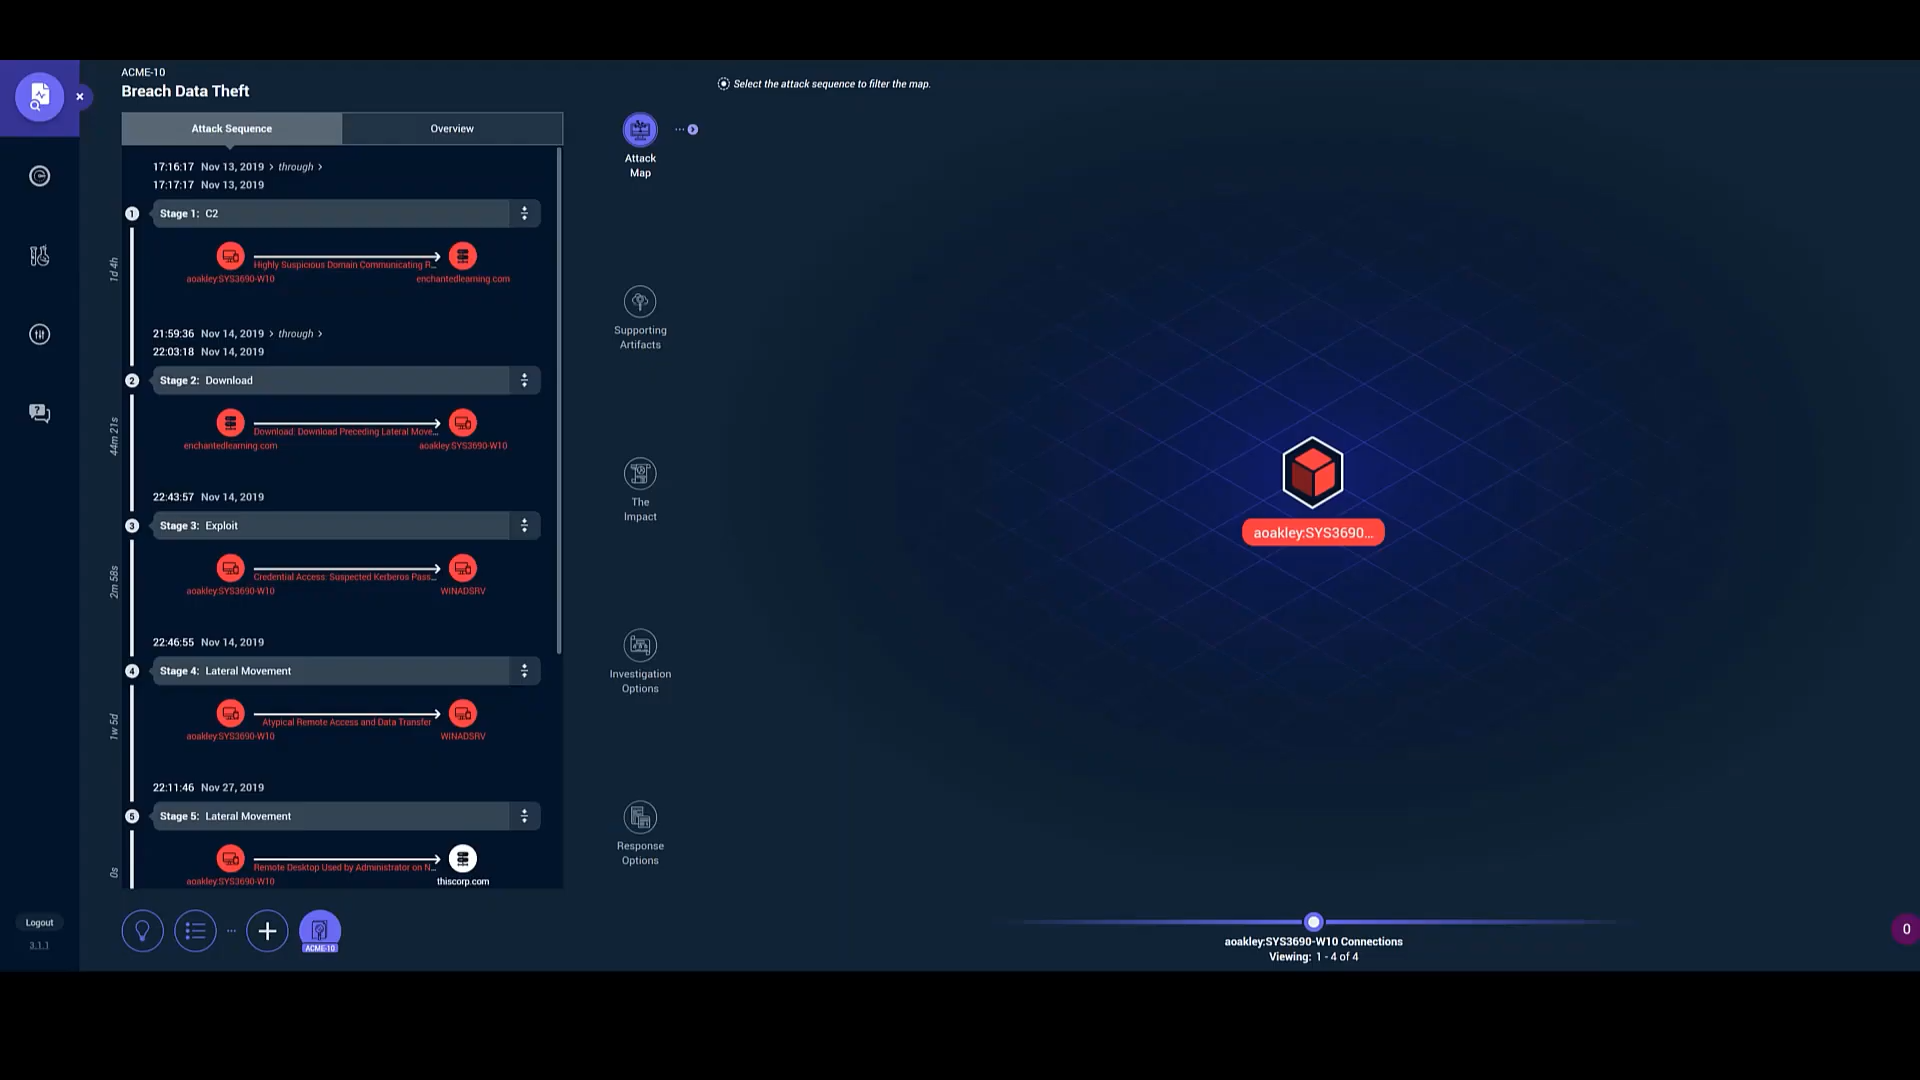 ACME-10
Breach Data Theft
Select the attack sequence to filter the map.
Attack Sequence
Overview
17:16:17 Nov 13, 2019 > through >
17:17:17 Nov 13, 2019
1
Stage 1: C2
1d 4h
Highly Suspicious Domain Communicating R...
aoakley:SYS3690-W10
enchantedlearning.com
21:59:36 Nov 14, 2019 > through >
22:03:18 Nov 14, 2019
2
Stage 2: Download
44m 21s
Download: Download Preceding Lateral Move...
enchantedlearning.com
aoakley:SYS3690-W10
22:43:57 Nov 14, 2019
3
Stage 3: Exploit
2m 58s
Credential Access: Suspected Kerberos Pass...
aoakley:SYS3690-W10
WINADSRV
22:46:55 Nov 14, 2019
4
Stage 4: Lateral Movement
1w 5d
Atypical Remote Access and Data Transfer
aoakley:SYS3690-W10
WINADSRV
22:11:46 Nov 27, 2019
5
Stage 5: Lateral Movement
0s
Remote Desktop Used by Administrator on N...
aoakley:SYS3690-W10
thiscorp.com
Attack
Map
Supporting
Artifacts
The
Impact
Investigation
Options
Response
Options
aoakley:SYS3690...
Logout
3.1.1
ACME-10
aoakley:SYS3690-W10 Connections
Viewing: 1 - 4 of 4
0